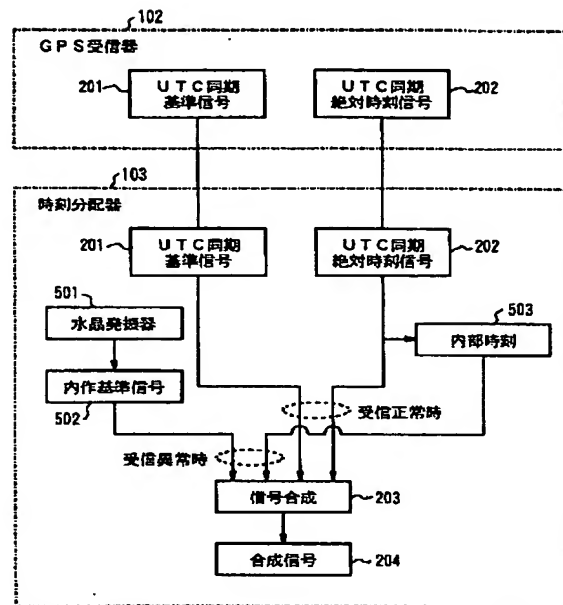 102
GPS受信器
201
UTC同期
基準信号
UTC同期
絶対時刻信号
202
103
時刻分配器
201
UTC同期
基準信号
UTC同期
絶対時刻信号
202
501
水晶発振器
503
内部時刻
内作基準信号
502
受信正常時
受信異常時
信号合成
203
合成信号
204